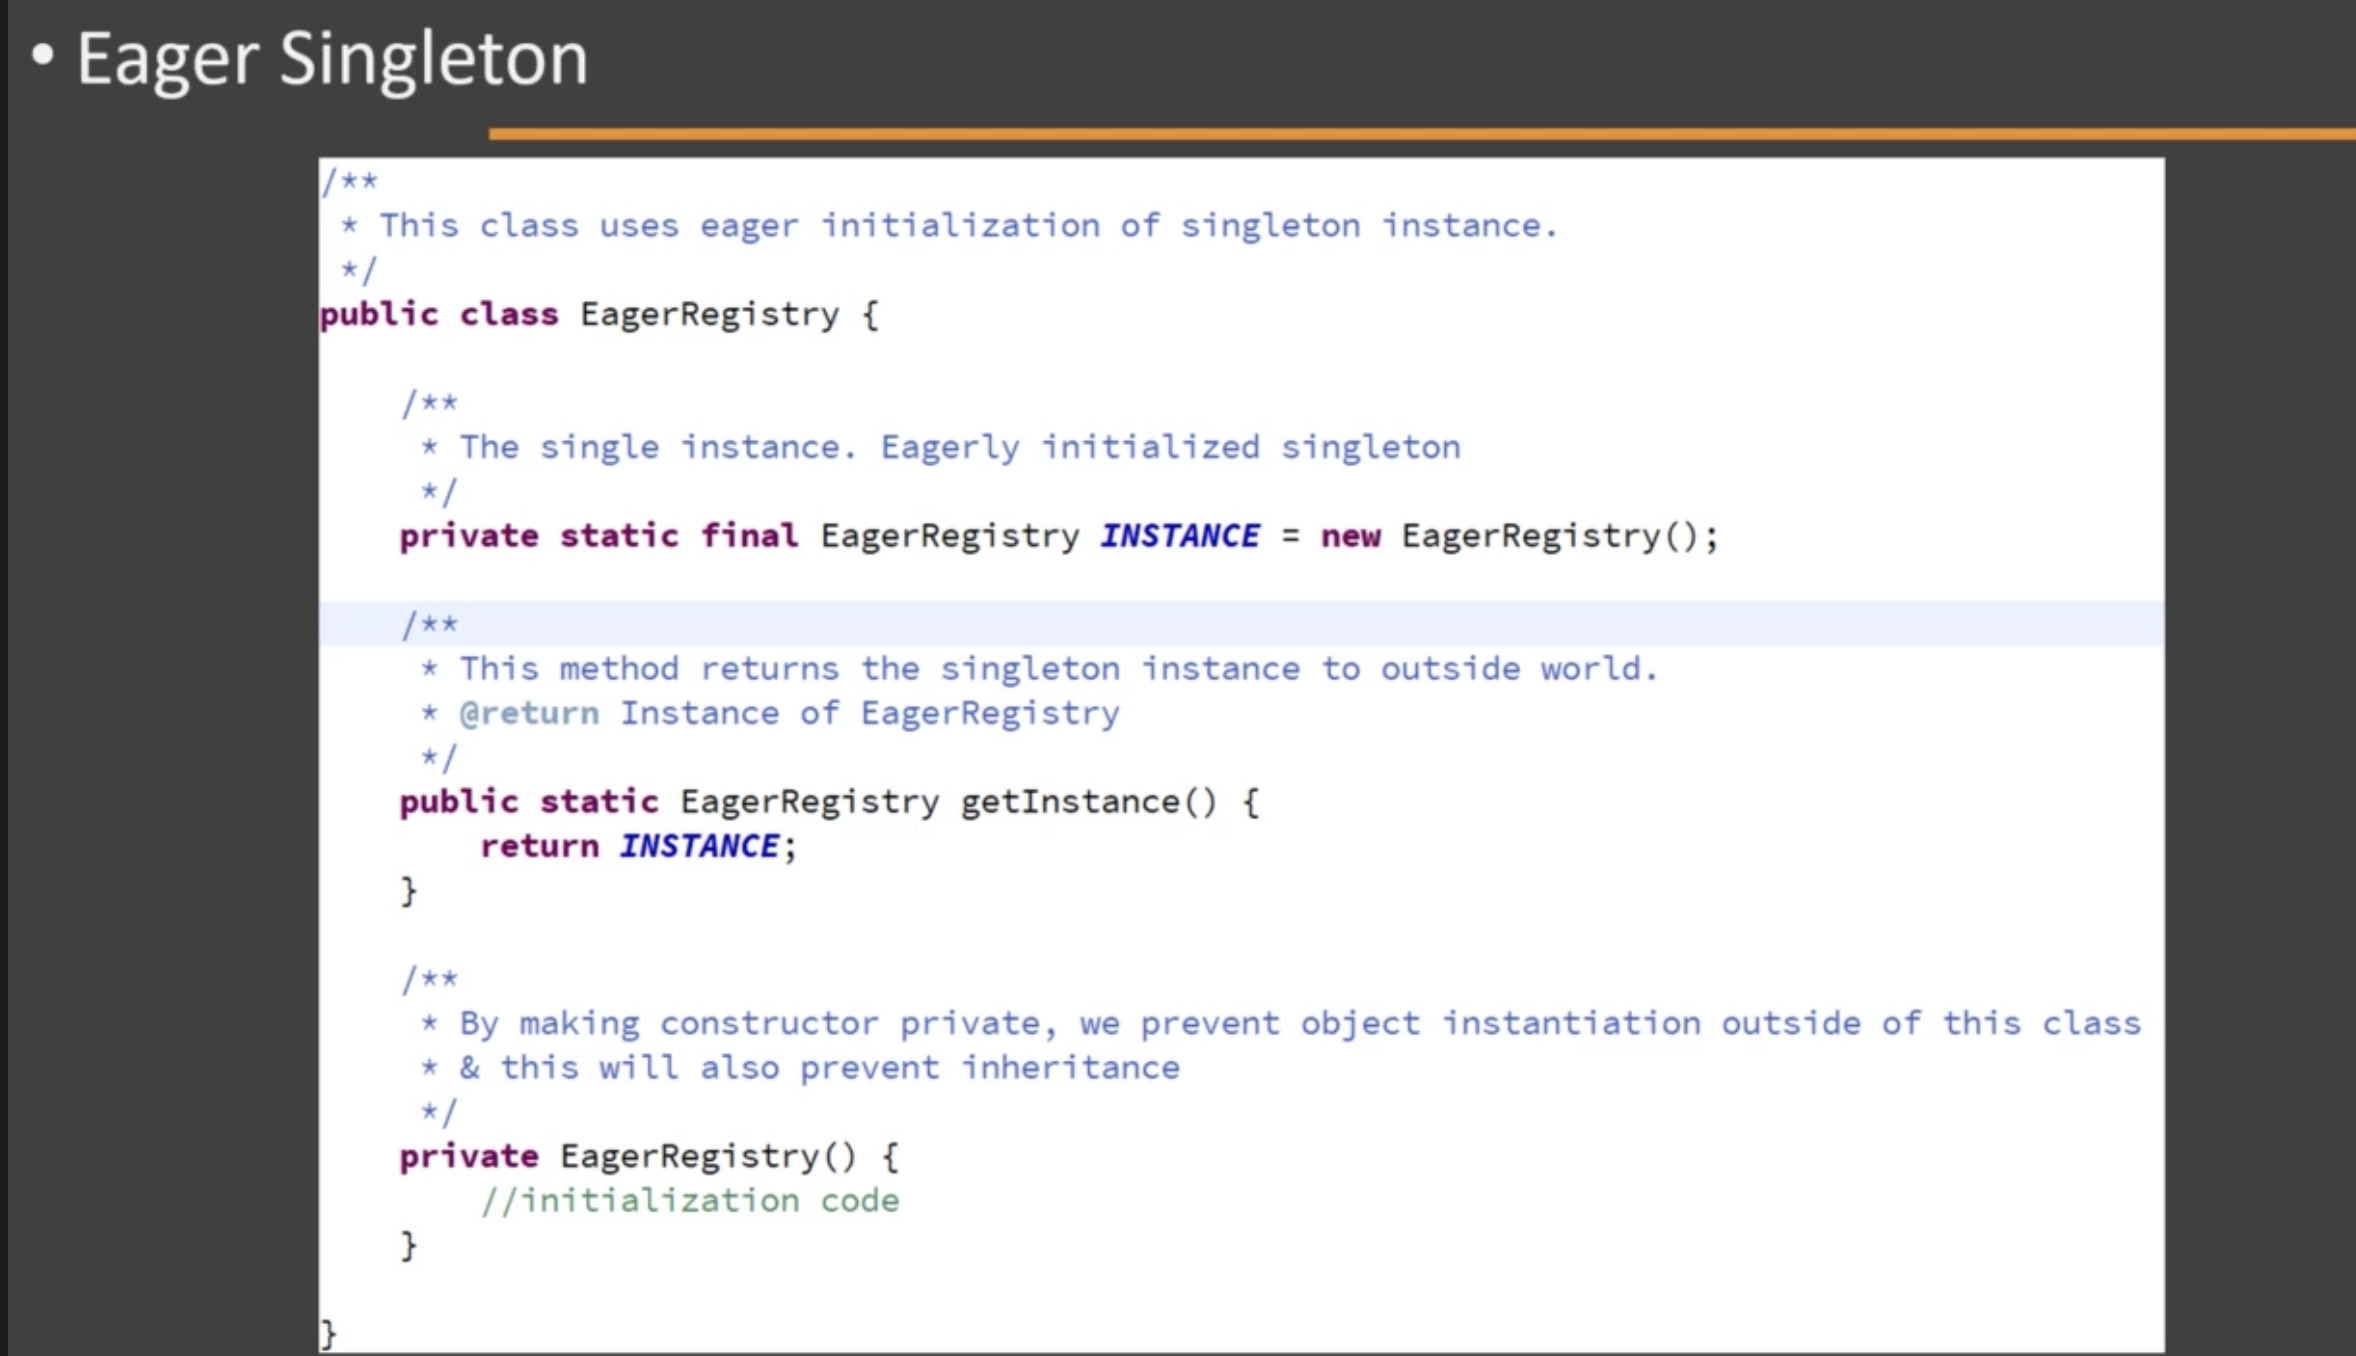 • Eager Singleton
/**
 * This class uses eager initialization of singleton instance.
 */
public class EagerRegistry {
    /**
     * The single instance. Eagerly initialized singleton
     */
    private static final EagerRegistry INSTANCE = new EagerRegistry();
    /**
     * This method returns the singleton instance to outside world.
     * @return Instance of EagerRegistry
     */
    public static EagerRegistry getInstance() {
        return INSTANCE;
    }
    /**
     * By making constructor private, we prevent object instantiation outside of this class
     * & this will also prevent inheritance
     */
    private EagerRegistry() {
        //initialization code
    }
}